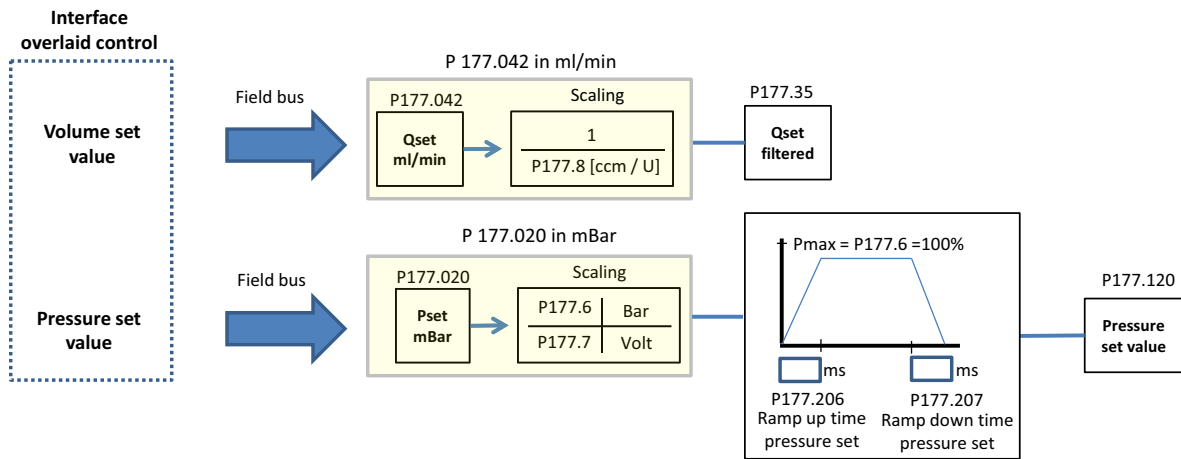 Interface
overlaid control
Volume set
value
Pressure set
value
Field bus
P 177.042 in ml/min
P177.042
Qset
ml/min
Scaling
1
P177.8 [ccm / U]
P177.35
Qset
filtered
Field bus
P 177.020 in mBar
P177.020
Pset
mBar
Scaling
P177.6 Bar
P177.7 Volt
Pmax = P177.6 =100%
ms ms
P177.206
Ramp up time
pressure set
P177.207
Ramp down time
pressure set
P177.120
Pressure
set value